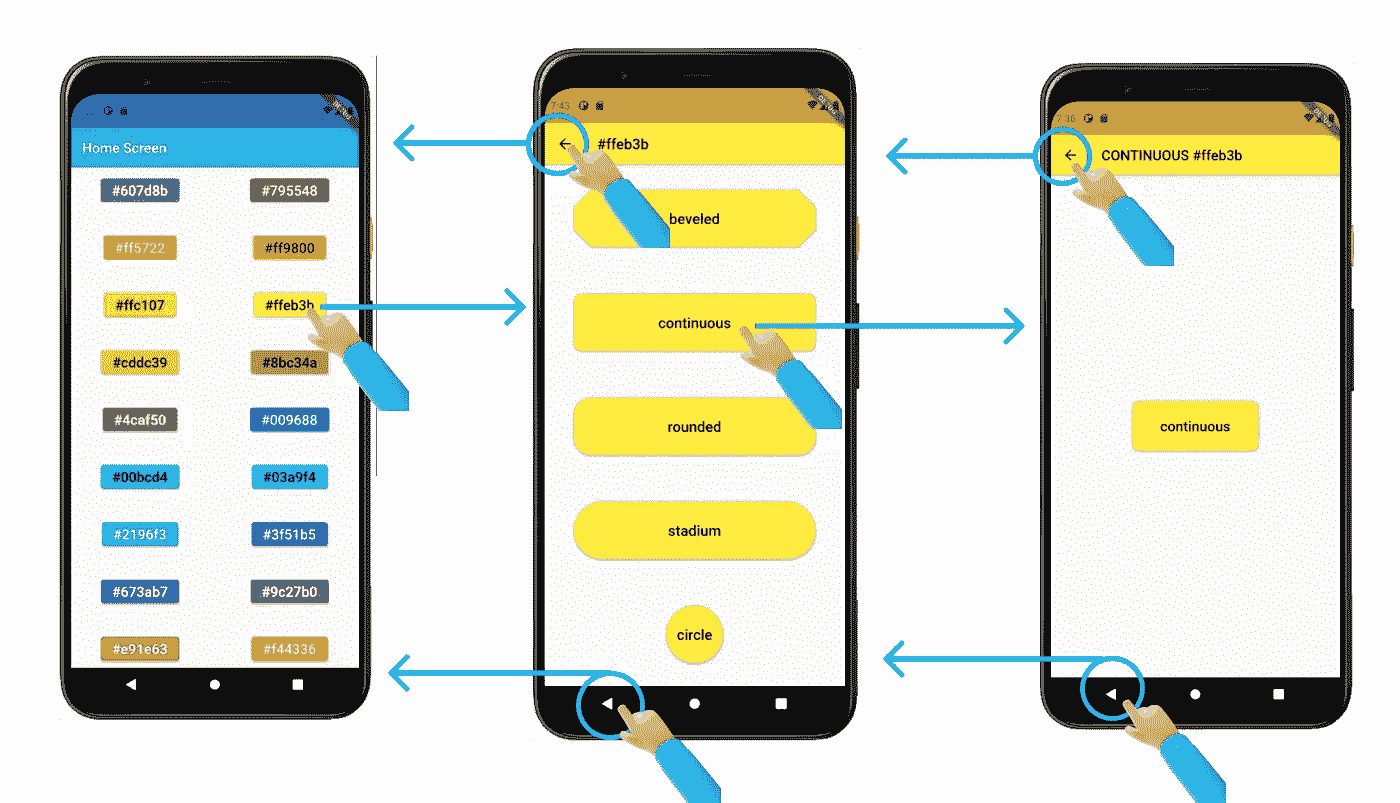 Home Screen
#607d8b #795548
#ff5722 #ff9800
#ffc107 #ffeb3b
#cddc39 #8bc34a
#4caf50 #009688
#00bcd4 #03a9f4
#2196f3 #3f51b5
#673ab7 #9c27b0
#e91e63 #f44336
7:43
#ffeb3b
beveled
continuous
rounded
stadium
circle
7:36
CONTINUOUS #ffeb3b
continuous